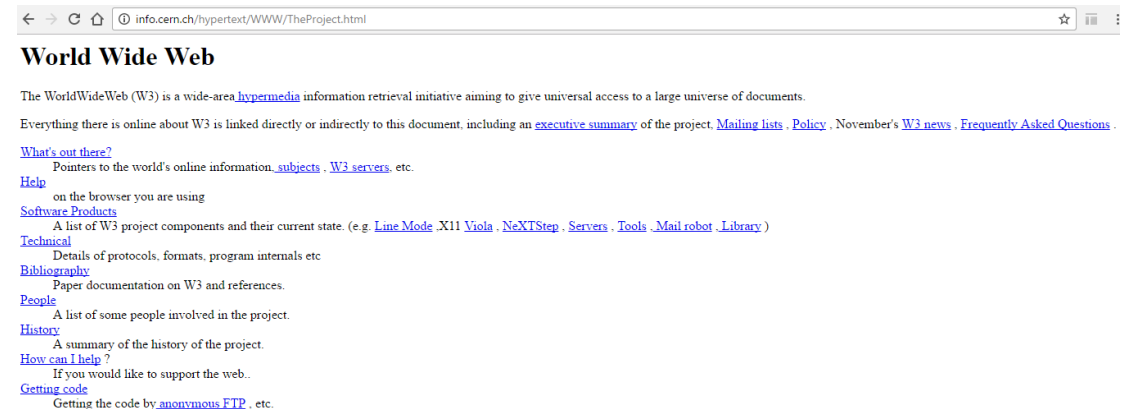 info.cern.ch/hypertext/WWW/TheProject.html
World Wide Web
The WorldWideWeb (W3) is a wide-area hypermedia information retrieval initiative aiming to give universal access to a large universe of documents.
Everything there is online about W3 is linked directly or indirectly to this document, including an executive summary of the project, Mailing lists , Policy , November's W3 news , Frequently Asked Questions .
What's out there?
Pointers to the world's online information, subjects , W3 servers, etc.
Help
on the browser you are using
Software Products
A list of W3 project components and their current state. (e.g. Line Mode ,X11 Viola , NeXTStep , Servers , Tools , Mail robot , Library )
Technical
Details of protocols, formats, program internals etc
Bibliography
Paper documentation on W3 and references.
People
A list of some people involved in the project.
History
A summary of the history of the project.
How can I help ?
If you would like to support the web..
Getting code
Getting the code by anonymous FTP , etc.